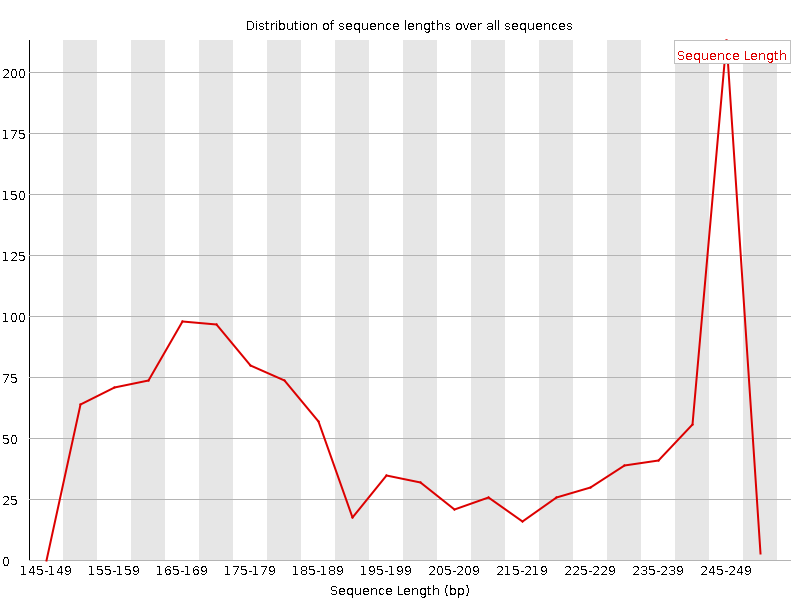 Distribution of sequence lengths over all sequences
Sequence Length
200
175
150
125
100
75
50
25
0
145-149 155-159 165-169 175-179 185-189 195-199 205-209 215-219 225-229 235-239 245-249
Sequence Length (bp)